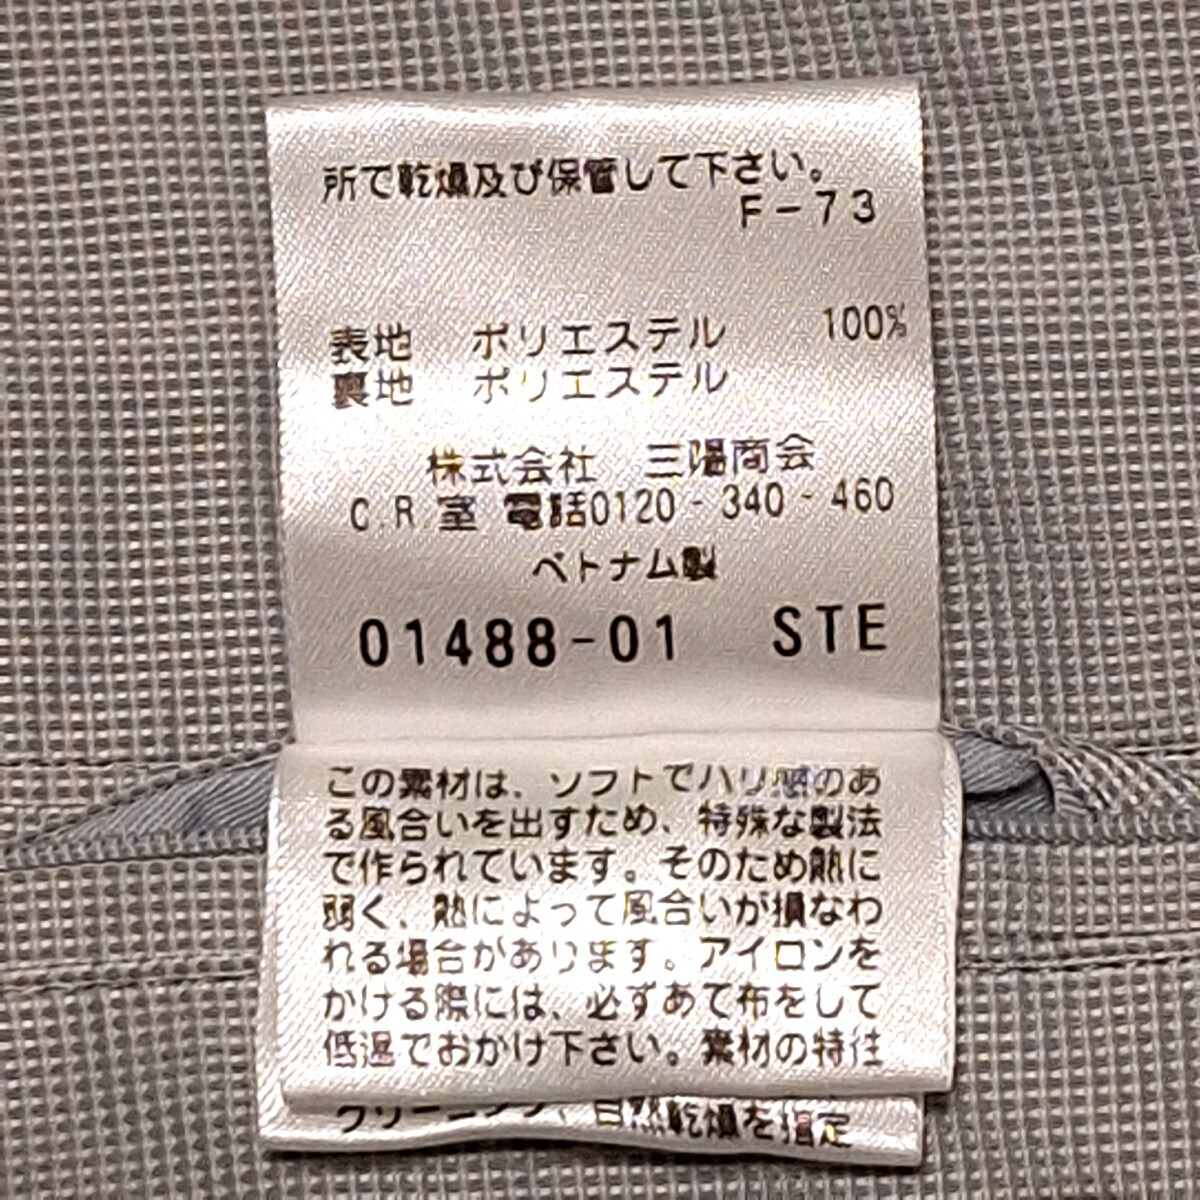 所で乾燥及び保管して下さい。
F-73
表地 ポリエステル 100%
裏地 ポリエステル
株式会社 三陽商会
C.R.室 電話0120-340-460
ベトナム製
01488-01 STE
この素材は、ソフトでハリ感のあ
る風合いを出すため、特殊な製法
で作られています。そのため熱に
弱く、熱によって風合いが損なわ
れる場合があります。アイロンを
かける際には、必ずあて布をして
低温でおかけ下さい。素材の特性
クリーニング、自然乾燥を指定